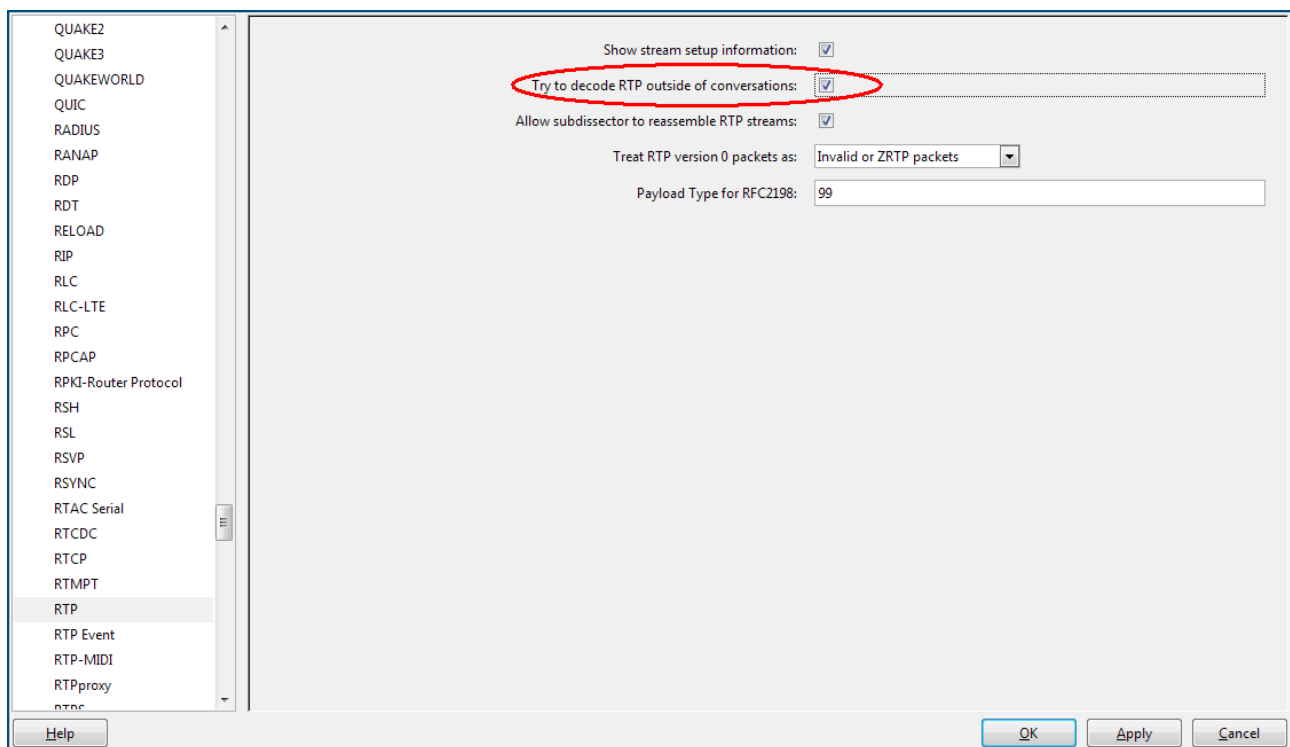 QUAKE2
QUAKE3
QUAKEWORLD
QUIC
RADIUS
RANAP
RDP
RDT
RELOAD
RIP
RLC
RLC-LTE
RPC
RPCAP
RPKI-Router Protocol
RSH
RSL
RSVP
RSYNC
RTAC Serial
RTCDC
RTCP
RTMPT
RTP
RTP Event
RTP-MIDI
RTPproxy
RTPS
Show stream setup information:
Try to decode RTP outside of conversations:
Allow subdissector to reassemble RTP streams:
Treat RTP version 0 packets as: Invalid or ZRTP packets
Payload Type for RFC2198: 99
Help
OK
Apply
Cancel